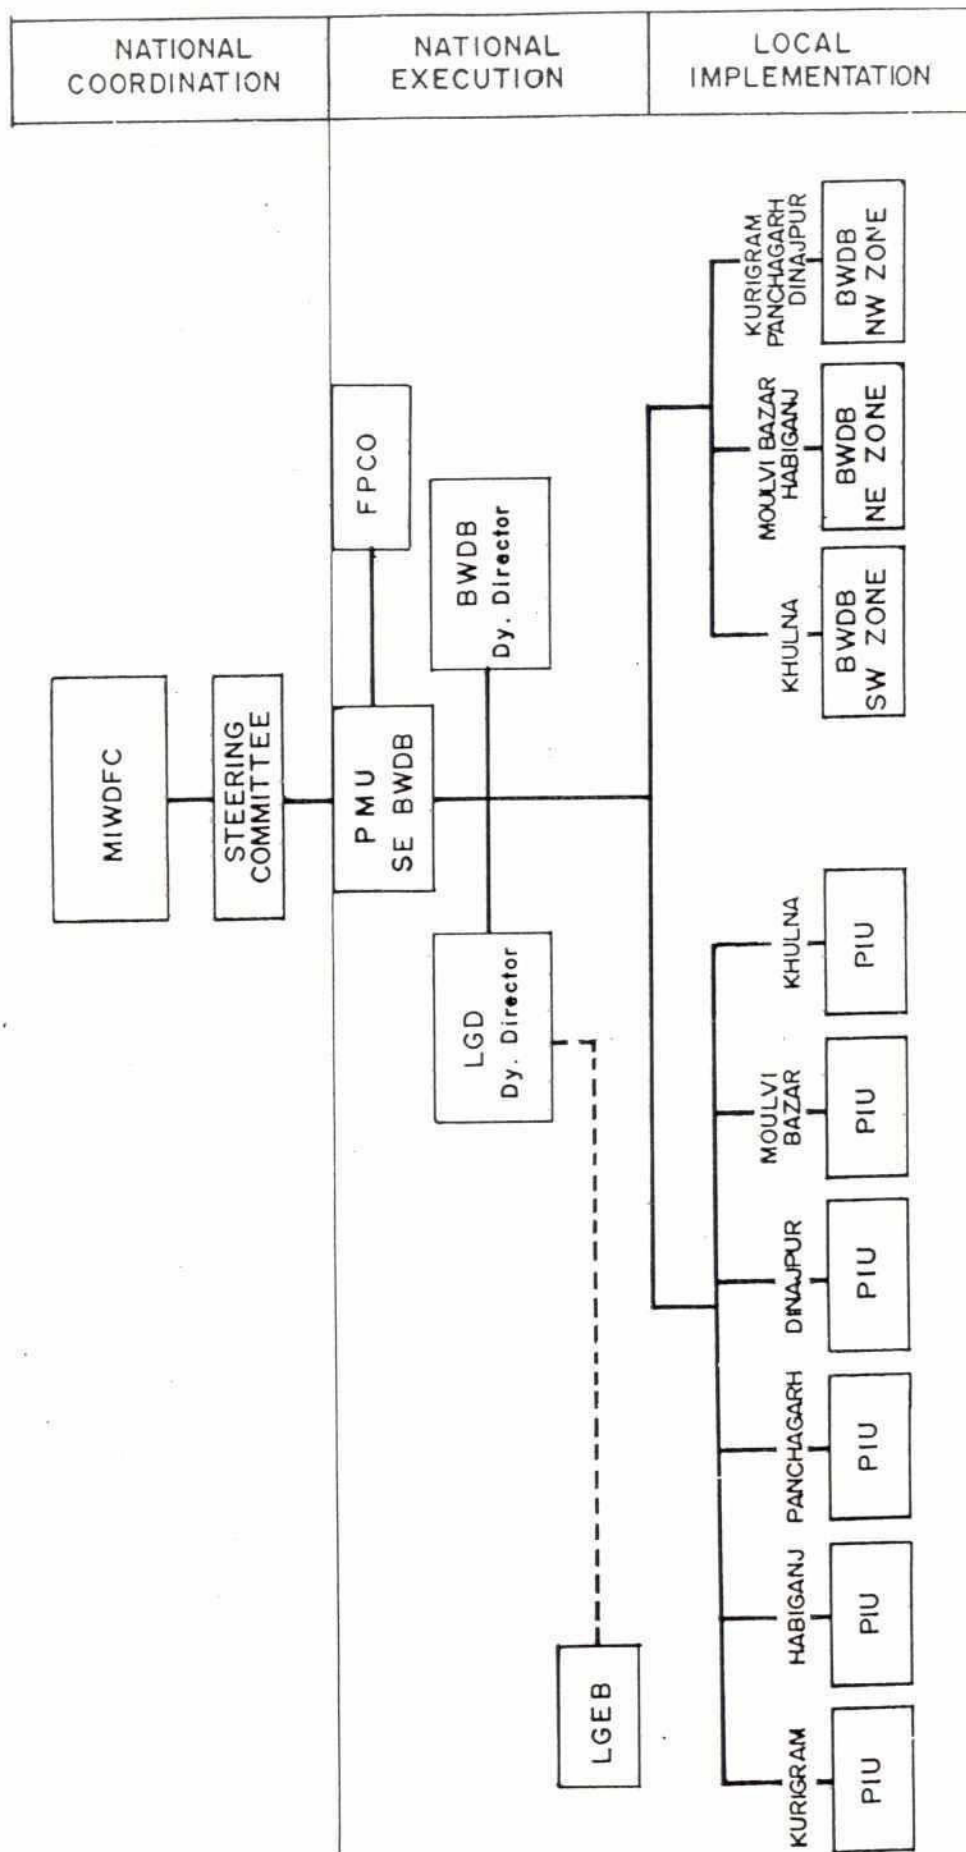 NATIONAL
COORDINATION
NATIONAL
EXECUTION
LOCAL
IMPLEMENTATION
MIWDFC
STEERING
COMMITTEE
PMU
SE BWDB
FPCO
LGD
Dy. Director
BWDB
Dy. Director
LGEB
KURIGRAM
PIU
HABIGANJ
PIU
PANCHAGARH
PIU
DINAJPUR
PIU
MOULVI
BAZAR
PIU
KHULNA
PIU
KHULNA
BWDB
SW ZONE
MOULVI BAZAR
HABIGANJ
BWDB
NE ZONE
KURIGRAM
PANCHAGARH
DINAJPUR
BWDB
NW ZONE